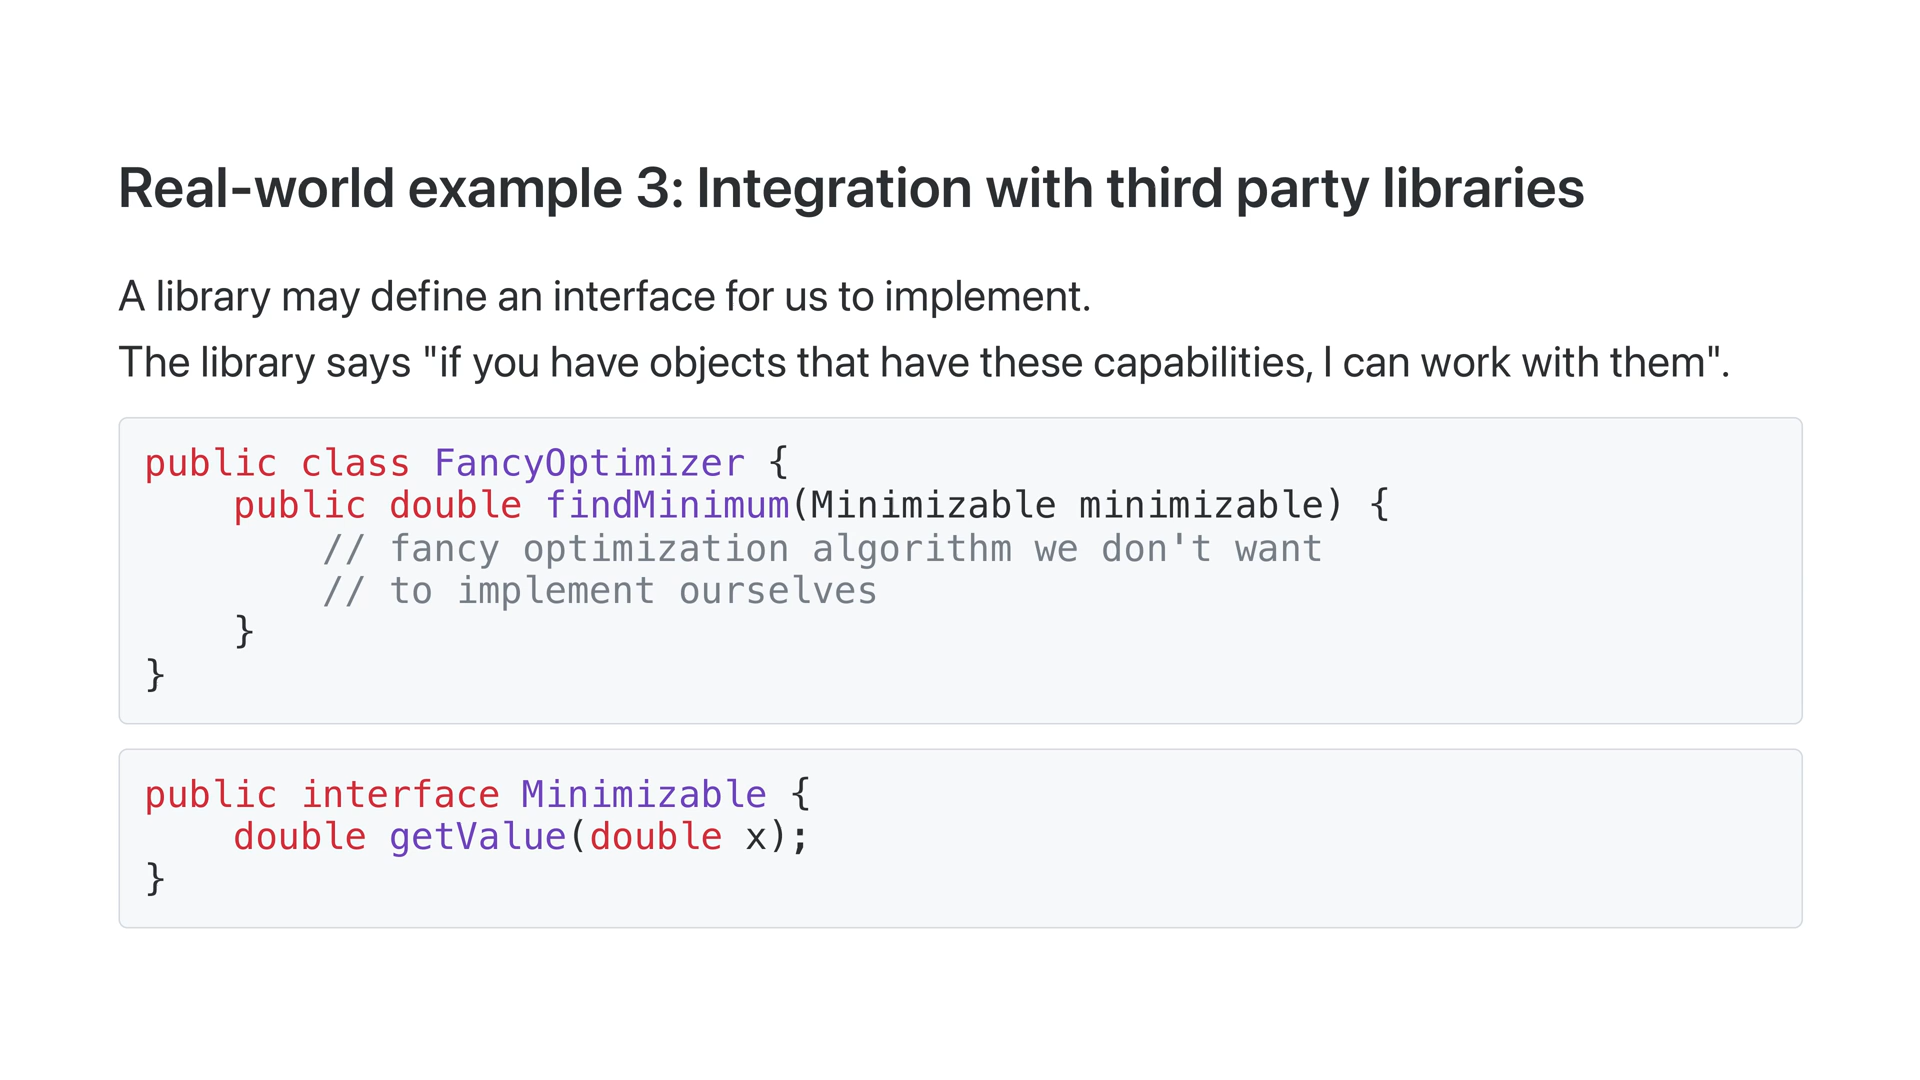 Real-world example 3: Integration with third party libraries
A library may define an interface for us to implement.
The library says "if you have objects that have these capabilities, I can work with them".
public class FancyOptimizer {
    public double findMinimum(Minimizable minimizable) {
        // fancy optimization algorithm we don't want
        // to implement ourselves
    }
}
public interface Minimizable {
    double getValue(double x);
}